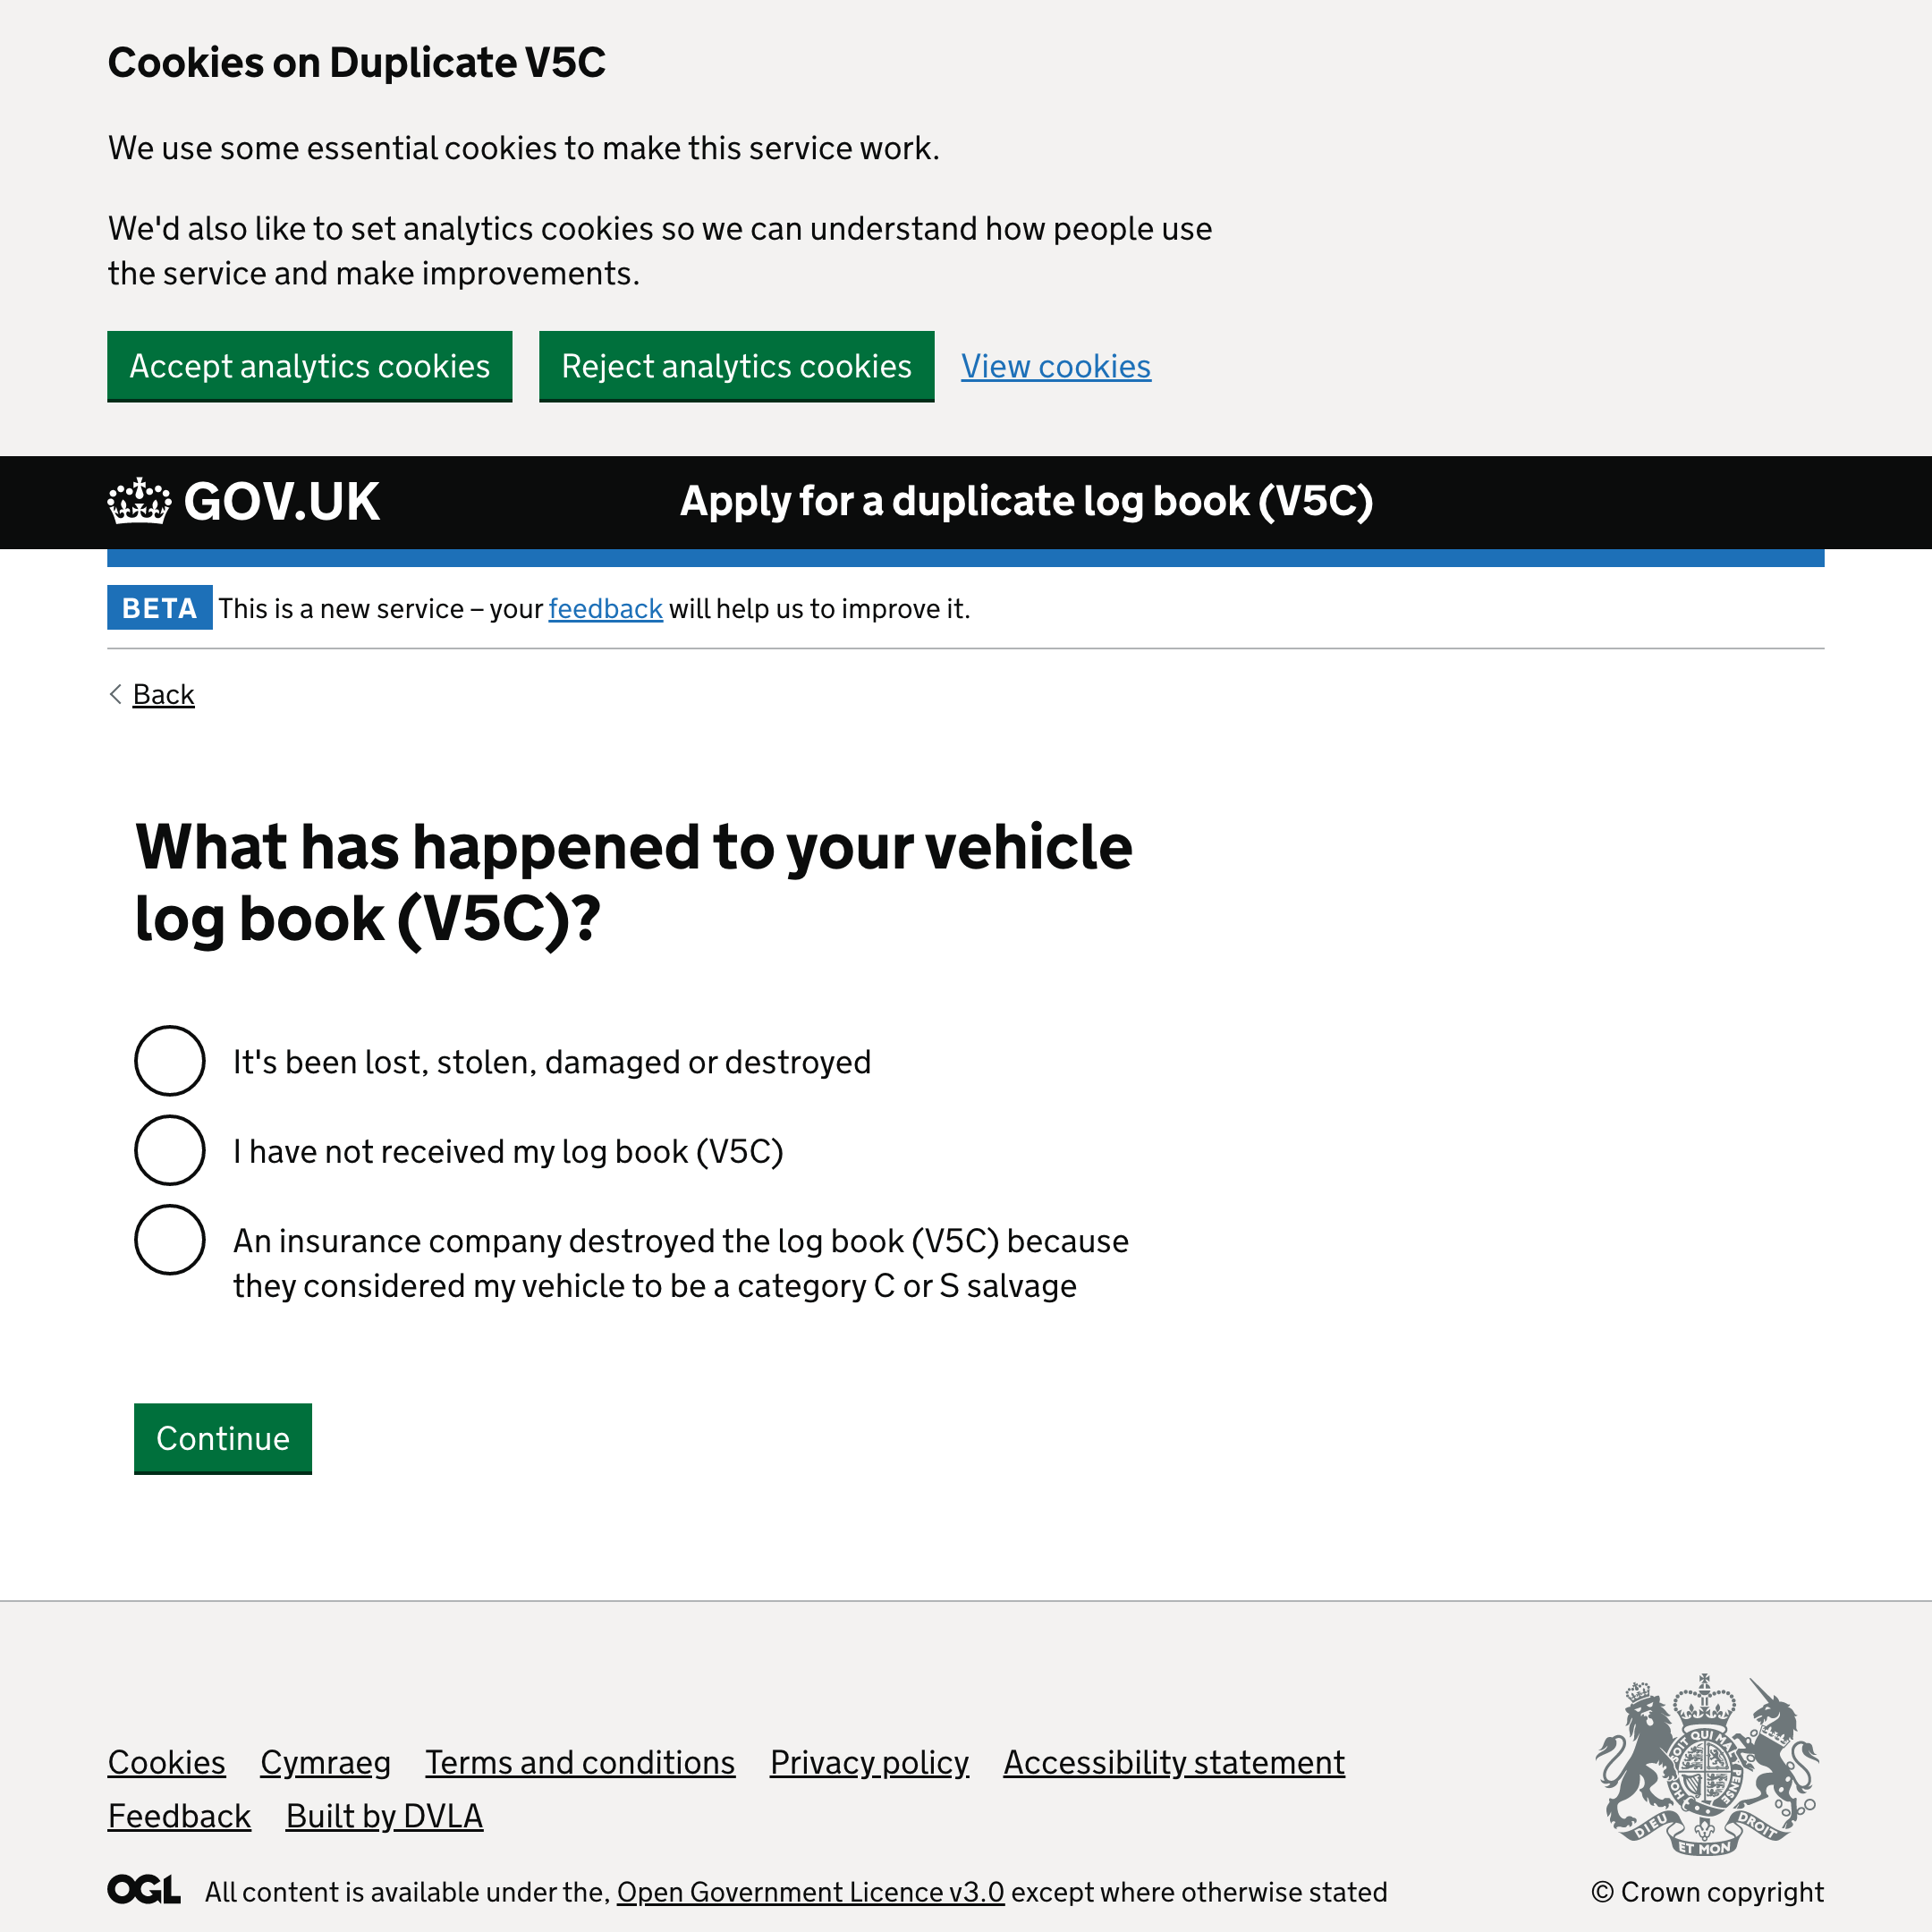 Cookies on Duplicate V5C
We use some essential cookies to make this service work.
We'd also like to set analytics cookies so we can understand how people use
the service and make improvements.
Accept analytics cookies Reject analytics cookies View cookies
GOV.UK Apply for a duplicate log book (V5C)
BETA This is a new service – your feedback will help us to improve it.
Back
What has happened to your vehicle
log book (V5C)?
It's been lost, stolen, damaged or destroyed
I have not received my log book (V5C)
An insurance company destroyed the log book (V5C) because
they considered my vehicle to be a category C or S salvage
Continue
Cookies Cymraeg Terms and conditions Privacy policy Accessibility statement
Feedback Built by DVLA
SOIT QUI MAL
PENSE
HON
DIEU ET MON DROIT
OGL All content is available under the, Open Government Licence v3.0 except where otherwise stated
© Crown copyright